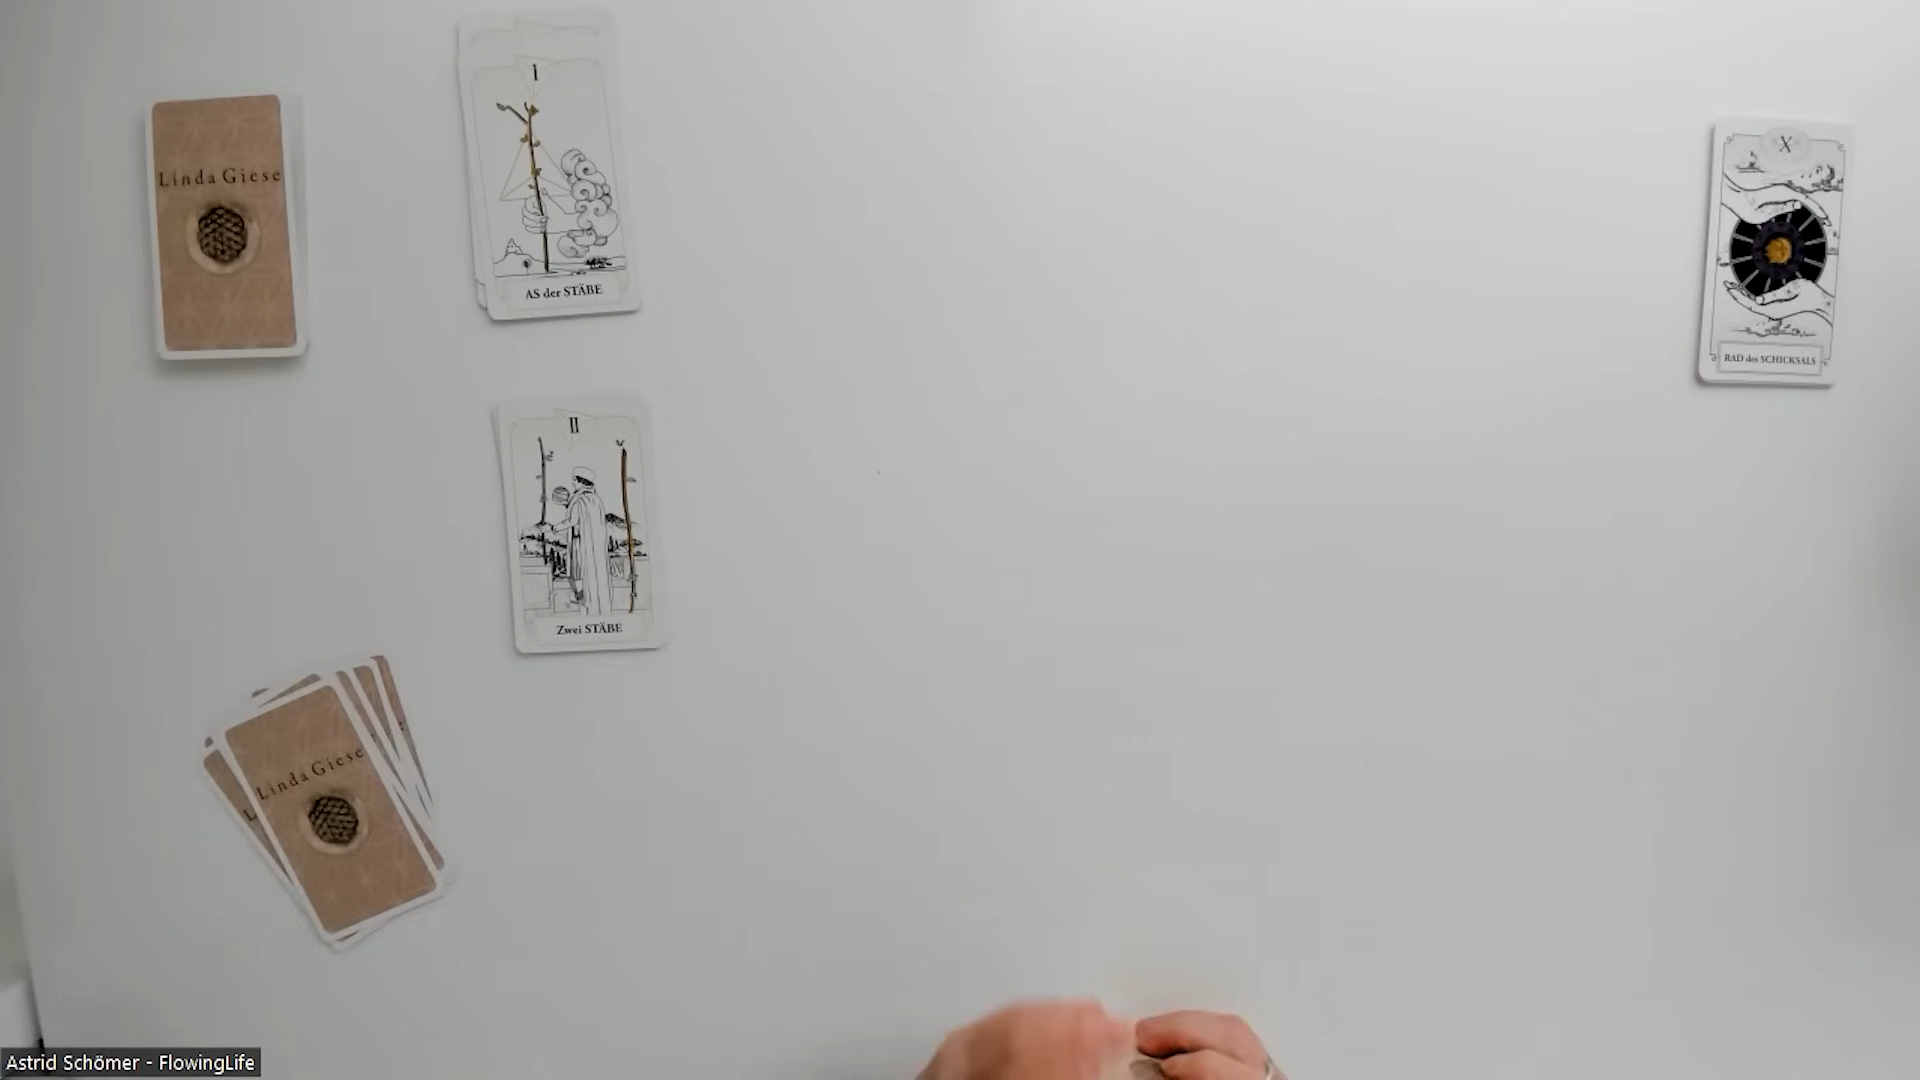 Linda Giese
I
AS der STÄBE
X
RAD des SCHICKSALS
II
Zwei STÄBE
Linda Giese
L
Astrid Schömer - FlowingLife